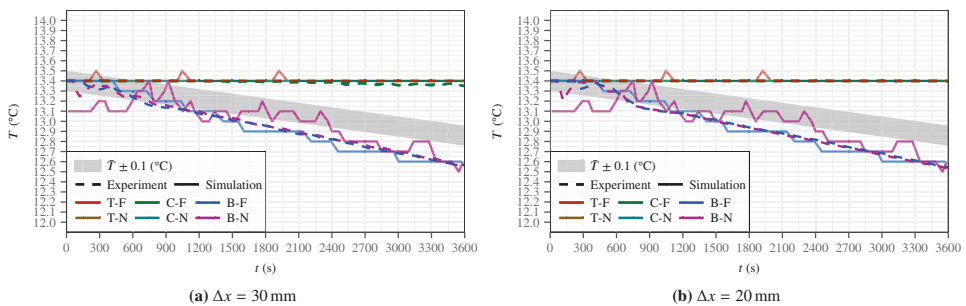 14.0
13.9
13.8
13.7
13.6
13.5
13.4
13.3
13.2
13.1
13.0
12.9
12.8
12.7
12.6
12.5
12.4
12.3
12.2
12.1
12.0
T (°C)
T̄ ± 0.1 (°C)
Experiment Simulation
T-F C-F B-F
T-N C-N B-N
0 300 600 900 1200 1500 1800 2100 2400 2700 3000 3300 3600
t (s)
(a) Δx = 30 mm
14.0
13.9
13.8
13.7
13.6
13.5
13.4
13.3
13.2
13.1
13.0
12.9
12.8
12.7
12.6
12.5
12.4
12.3
12.2
12.1
12.0
T (°C)
T̄ ± 0.1 (°C)
Experiment Simulation
T-F C-F B-F
T-N C-N B-N
0 300 600 900 1200 1500 1800 2100 2400 2700 3000 3300 3600
t (s)
(b) Δx = 20 mm